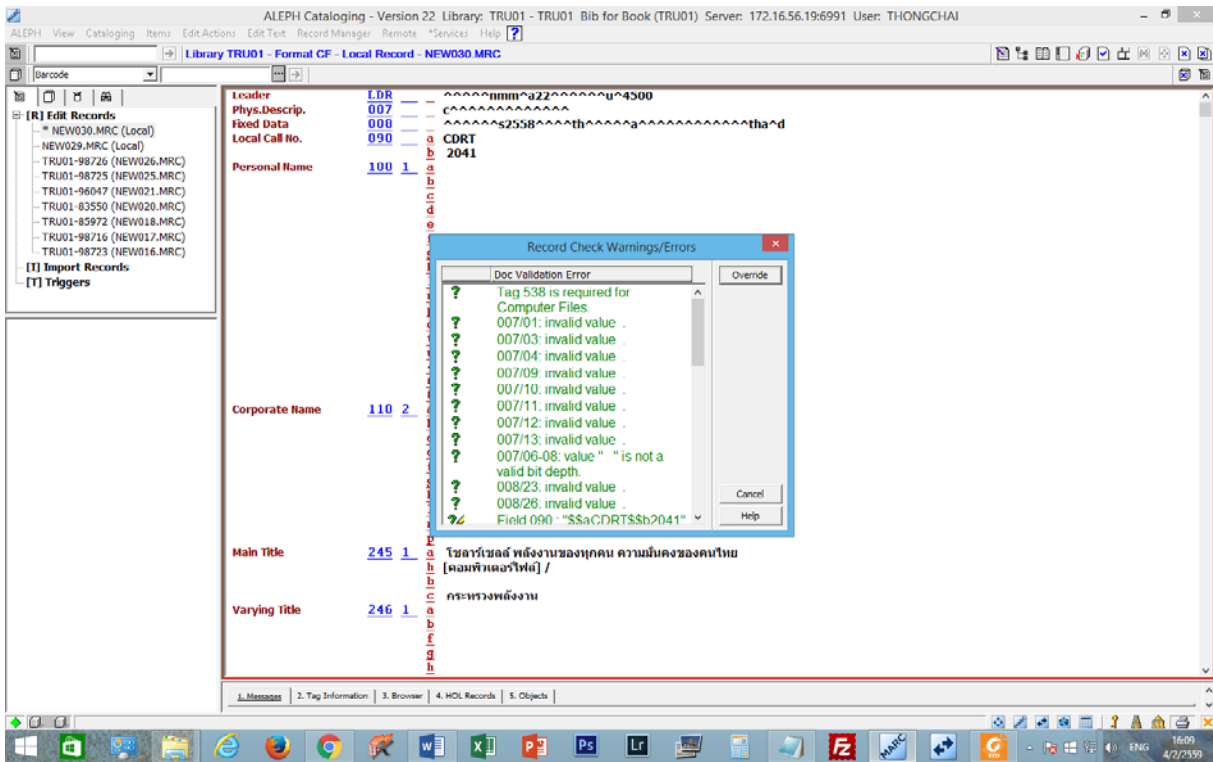 ALEPH Cataloging - Version 22 Library: TRU01 - TRU01 Bib for Book (TRU01) Server: 172.16.56.19:6991 User: THONGCHAI
ALEPH View Cataloging Items Edit Actions Edit Text Record Manager Remote *Services Help ?
Library TRU01 - Formal CF - Local Record - NEW030.MRC
Barcode
[R] Edit Records
* NEW030.MRC (Local)
NEW029.MRC (Local)
TRU01-98726 (NEW026.MRC)
TRU01-98725 (NEW025.MRC)
TRU01-96047 (NEW021.MRC)
TRU01-83550 (NEW020.MRC)
TRU01-85972 (NEW018.MRC)
TRU01-98716 (NEW017.MRC)
TRU01-98723 (NEW016.MRC)
[I] Import Records
[T] Triggers
Leader LDR ^^^^^nmm^a22^^^^^^u^4500
Phys.Descrip. 007 c^^^^^^^^^^^^^
Fixed Data 008 ^^^^^^s2558^^^^th^^^^^a^^^^^^^^^^^^tha^d
Local Call No. 090 a CDRT
b 2041
Personal Name 100 1 a
b
c
d
e
Corporate Name 110 2
Main Title 245 1 a โซลาร์เซลล์ พลังงานของทุกคน ความมั่นคงของคนไทย
h [คอมพิวเตอร์ไฟล์] /
b
c กระทรวงพลังงาน
Varying Title 246 1 a
b
f
g
h
Record Check Warnings/Errors
Doc Validation Error
Override
? Tag 538 is required for
Computer Files.
? 007/01: invalid value .
? 007/03: invalid value .
? 007/04: invalid value .
? 007/09: invalid value .
? 007/10: invalid value .
? 007/11: invalid value .
? 007/12: invalid value .
? 007/13: invalid value .
? 007/06-08: value " " is not a
valid bit depth.
? 008/23: invalid value .
? 008/26: invalid value .
Field 090 : "$$aCDRT$$b2041"
Cancel
Help
1. Messages 2. Tag Information 3. Browser 4. HOL Records 5. Objects
Ps Lr MARC ENG 16:09
4/2/2559